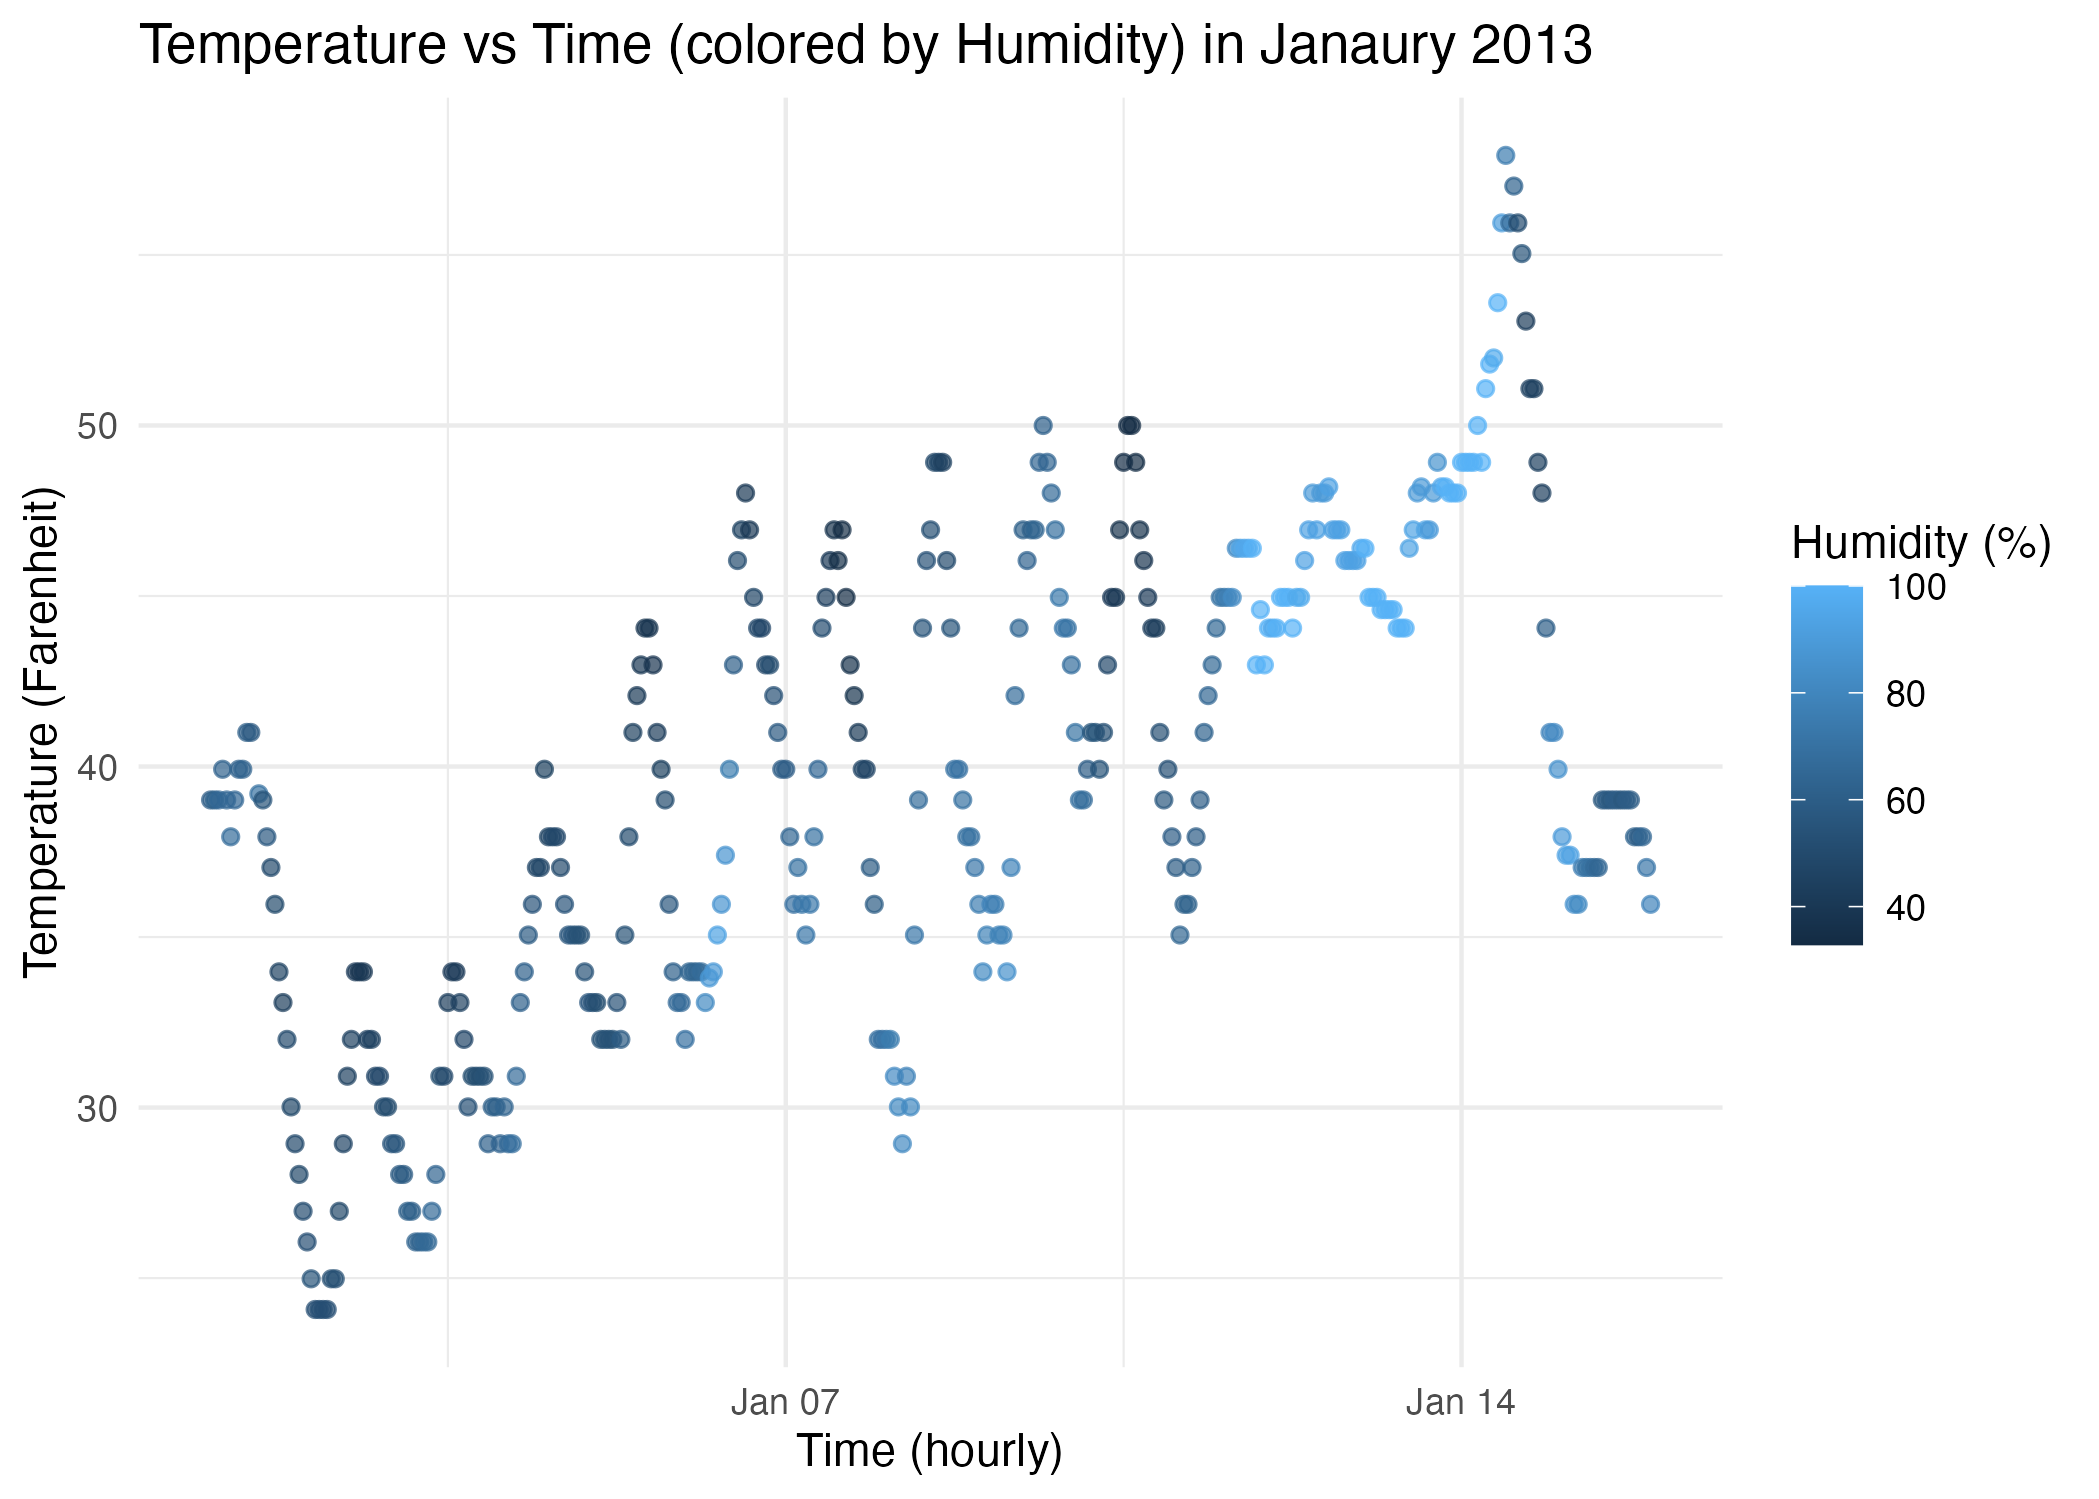 Temperature vs Time (colored by Humidity) in Janaury 2013
Temperature (Farenheit)
50
40
30
Jan 07
Jan 14
Time (hourly)
Humidity (%)
100
80
60
40